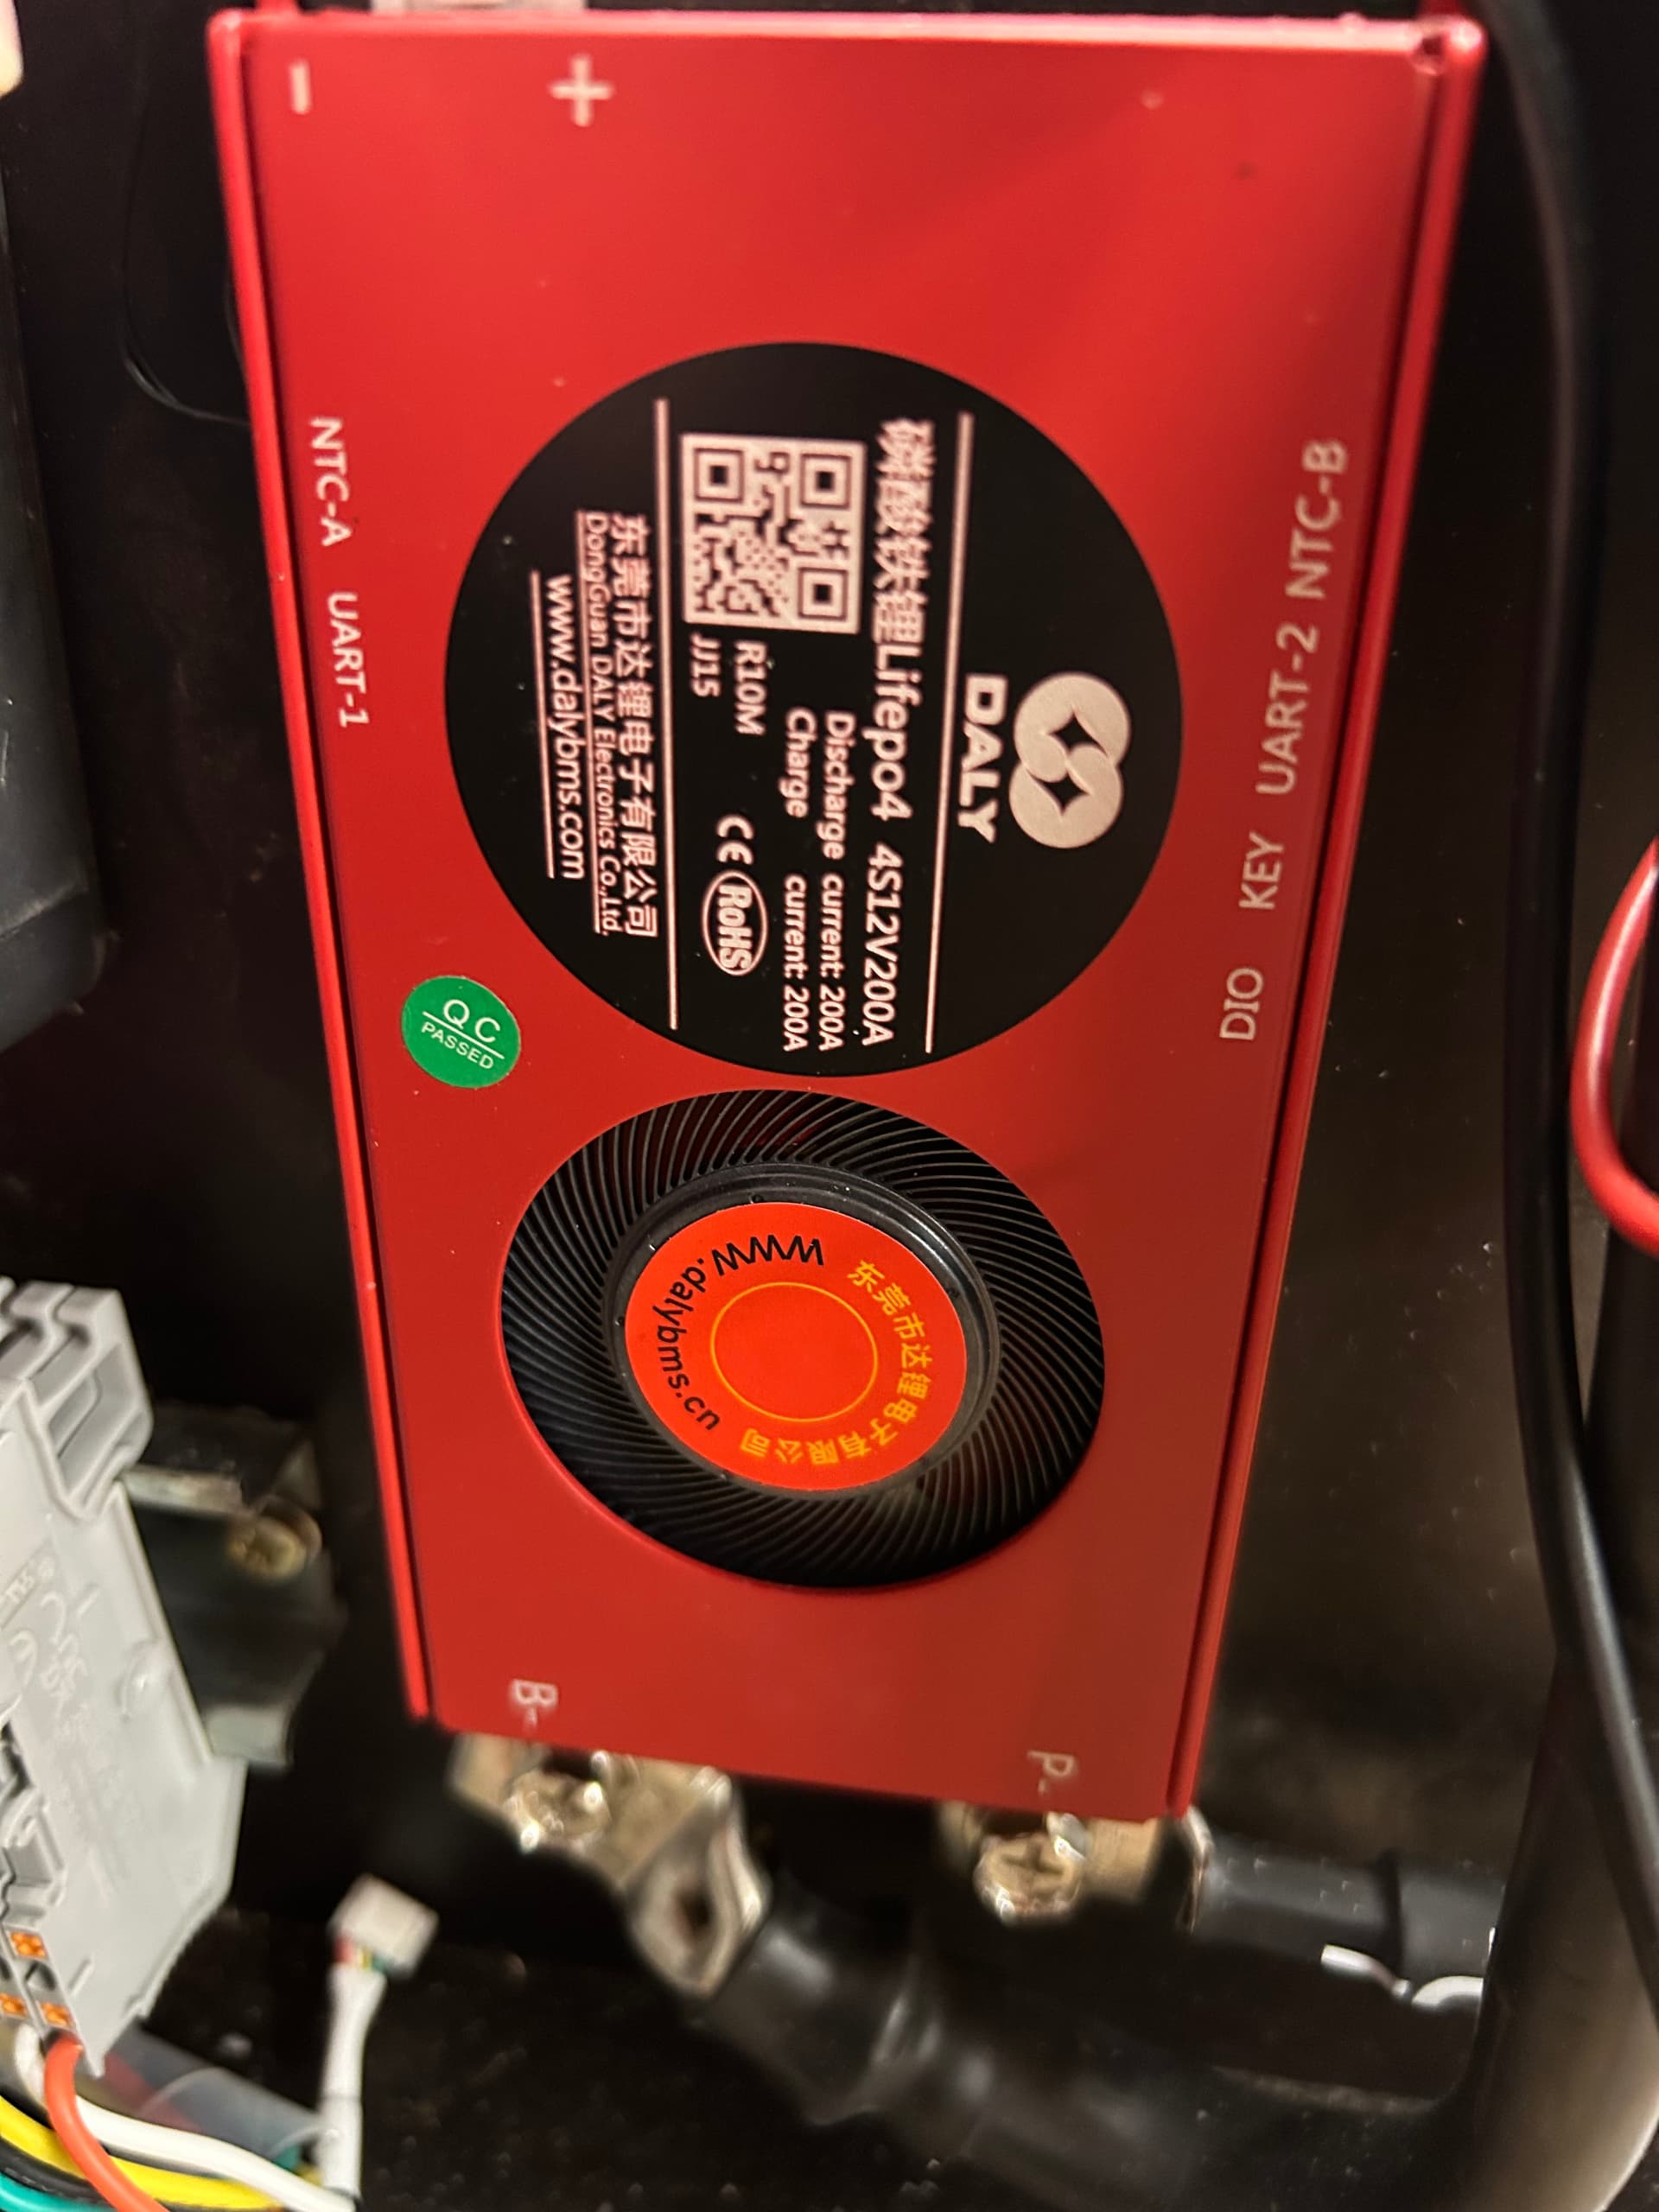 - +
NTC-B
UART-2
KEY
DIO
DALY
磷酸铁锂Lifepo4 4S12V200A
Discharge current: 200A
Charge current: 200A
R10M
JJ15
CE RoHS
东莞市达锂电子有限公司
DongGuan DALY Electronics Co.,Ltd.
www.dalybms.com
NTC-A UART-1
QC
PASSED
东莞市达锂电子有限公司
www.dalybms.cn
B-
P-